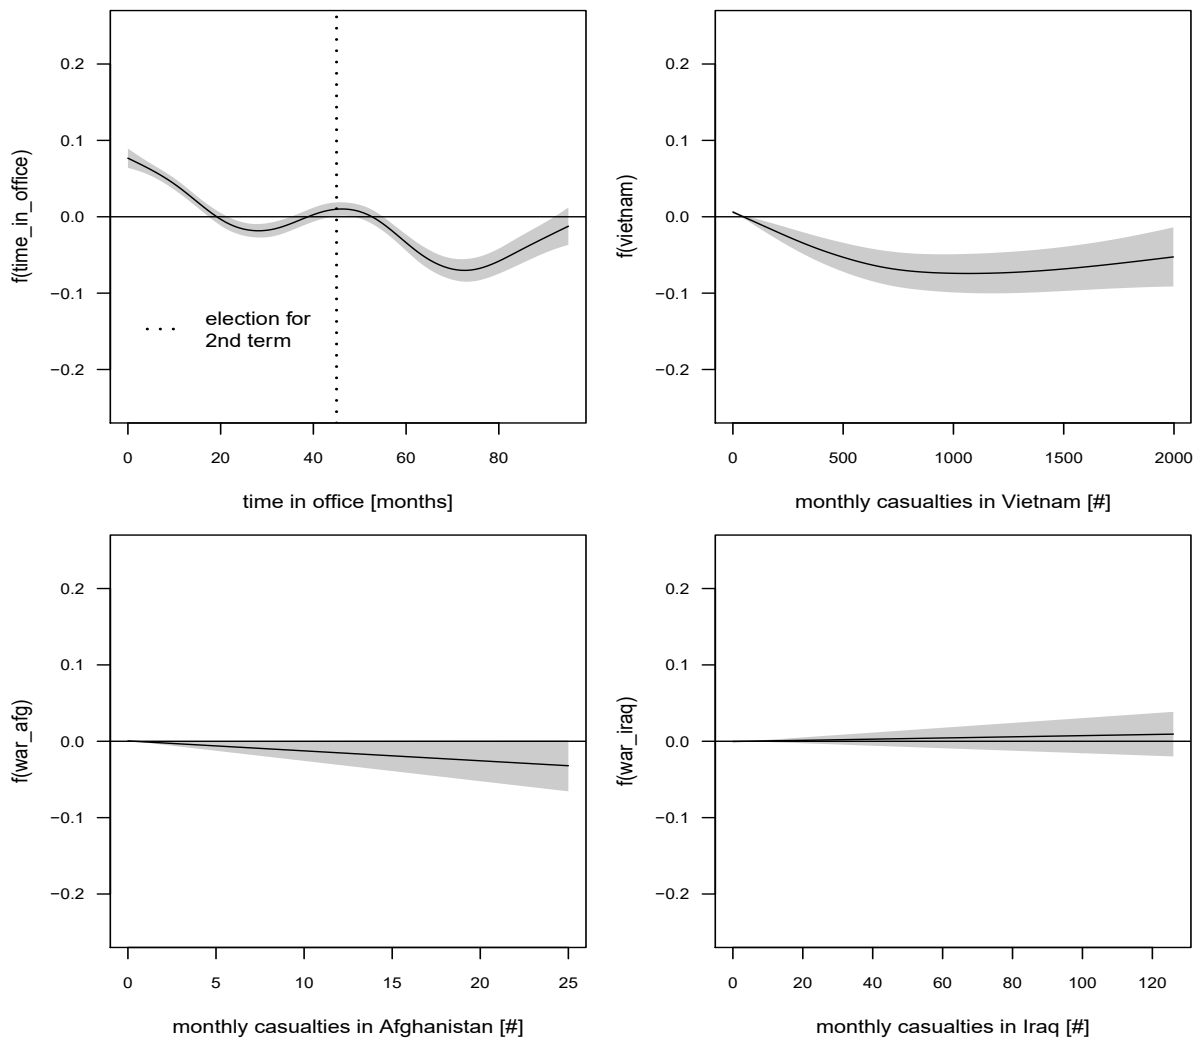 0.2
0.1
0.0
−0.1
−0.2
f(time_in_office)
election for
2nd term
0 20 40 60 80
time in office [months]
0.2
0.1
0.0
−0.1
−0.2
f(vietnam)
0 500 1000 1500 2000
monthly casualties in Vietnam [#]
0.2
0.1
0.0
−0.1
−0.2
f(war_afg)
0 5 10 15 20 25
monthly casualties in Afghanistan [#]
0.2
0.1
0.0
−0.1
−0.2
f(war_iraq)
0 20 40 60 80 100 120
monthly casualties in Iraq [#]